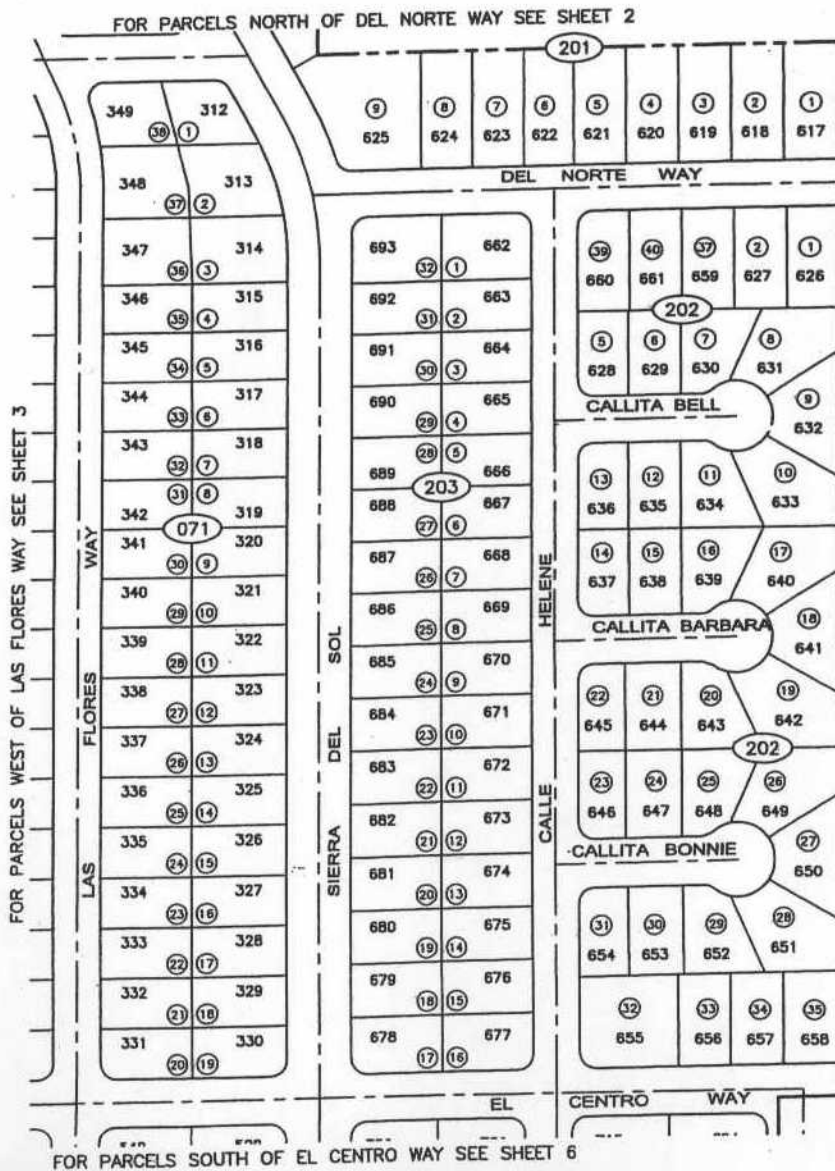 FOR PARCELS NORTH OF DEL NORTE WAY SEE SHEET 2
201
9 8 7 6 5 4 3 2 1
625 624 623 622 621 620 619 618 617
DEL NORTE WAY
349 312
38 1
348 313
37 2
347 314
36 3
346 315
35 4
345 316
34 5
344 317
33 6
343 318
32 7
31 8
342 319
071
341 320
30 9
340 321
29 10
339 322
28 11
338 323
27 12
337 324
26 13
336 325
25 14
335 326
24 15
334 327
23 16
333 328
22 17
332 329
21 18
331 330
20 19
693 662
32 1
692 663
31 2
691 664
30 3
690 665
29 4
28 5
689 666
203
688 667
27 6
687 668
26 7
686 669
25 8
685 670
24 9
684 671
23 10
683 672
22 11
682 673
21 12
681 674
20 13
680 675
19 14
679 676
18 15
678 677
17 16
39 40 37 2 1
660 661 659 627 626
202
5 6 7 8
628 629 630 631
9
632
CALLITA BELL
13 12 11 10
636 635 634 633
14 15 16 17
637 638 639 640
CALLITA BARBARA
18
641
22 21 20 19
645 644 643 642
202
23 24 25 26
646 647 648 649
CALLITA BONNIE
27
650
31 30 29 28
654 653 652 651
32 33 34 35
655 656 657 658
FOR PARCELS WEST OF LAS FLORES WAY SEE SHEET 3
LAS FLORES WAY
SIERRA DEL SOL
CALLE HELENE
EL CENTRO WAY
FOR PARCELS SOUTH OF EL CENTRO WAY SEE SHEET 6